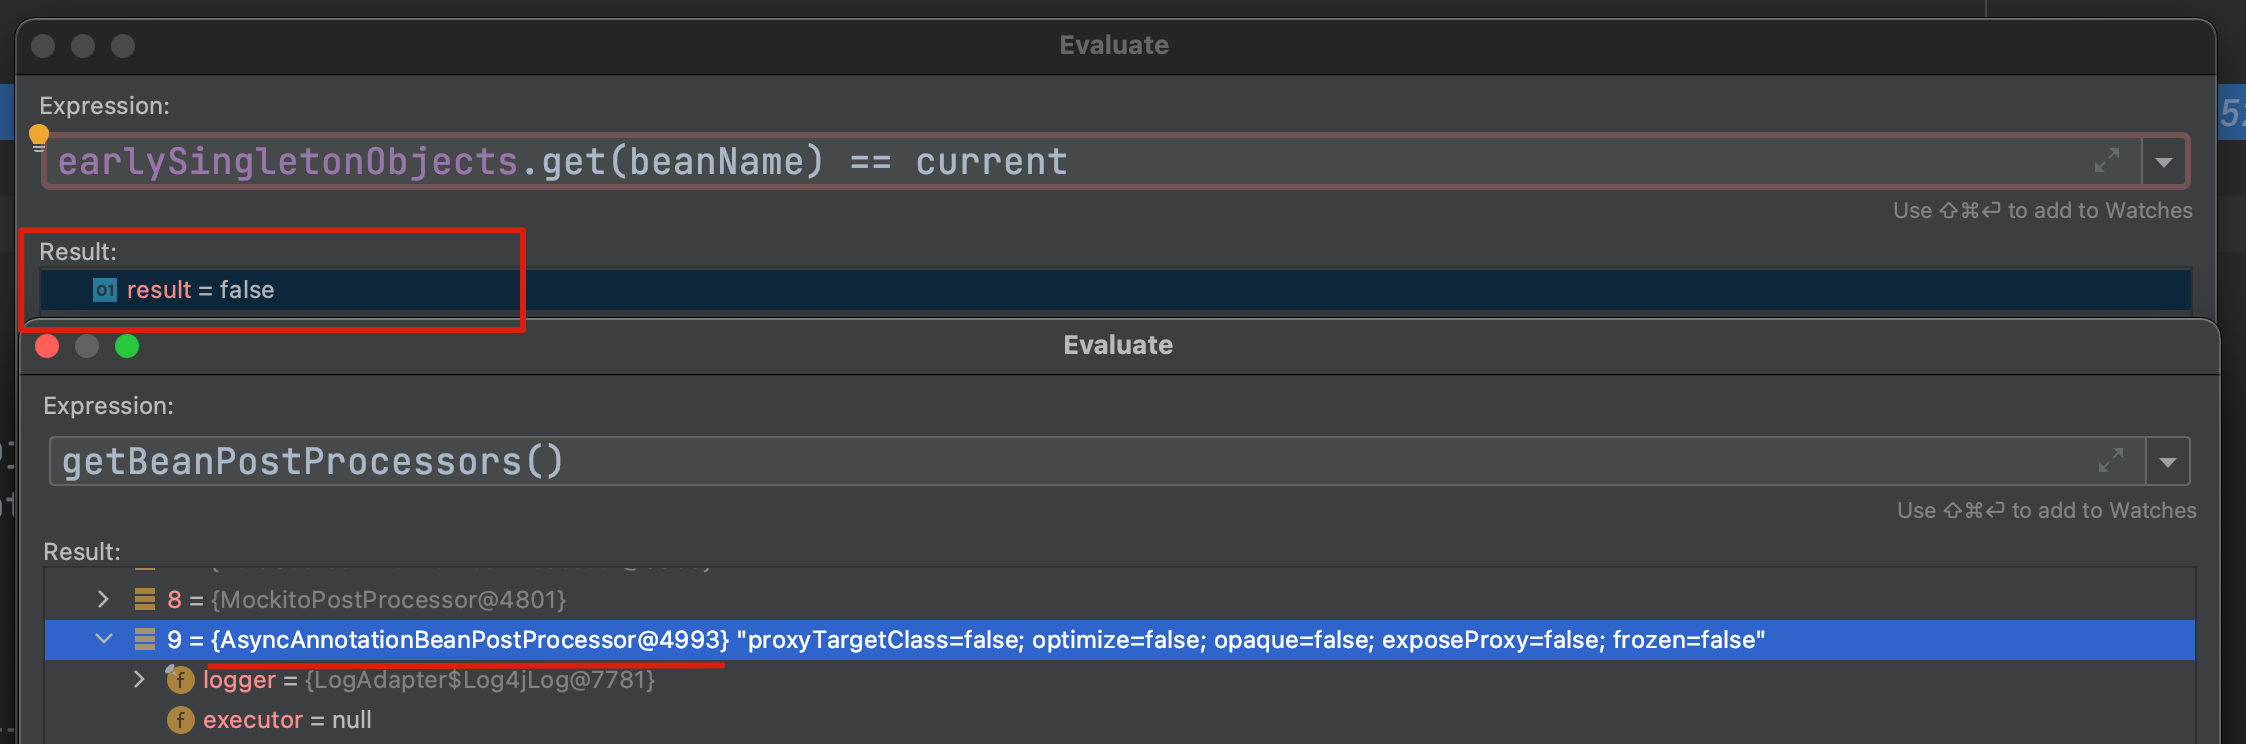 Evaluate
Expression:
52
earlySingletonObjects.get(beanName) == current
Use ⇧⌘⏎ to add to Watches
Result:
01 result = false
Evaluate
Expression:
getBeanPostProcessors()
Use ⇧⌘⏎ to add to Watches
Result:
8 = {MockitoPostProcessor@4801}
9 = {AsyncAnnotationBeanPostProcessor@4993} "proxyTargetClass=false; optimize=false; opaque=false; exposeProxy=false; frozen=false"
f logger = {LogAdapter$Log4jLog@7781}
f executor = null